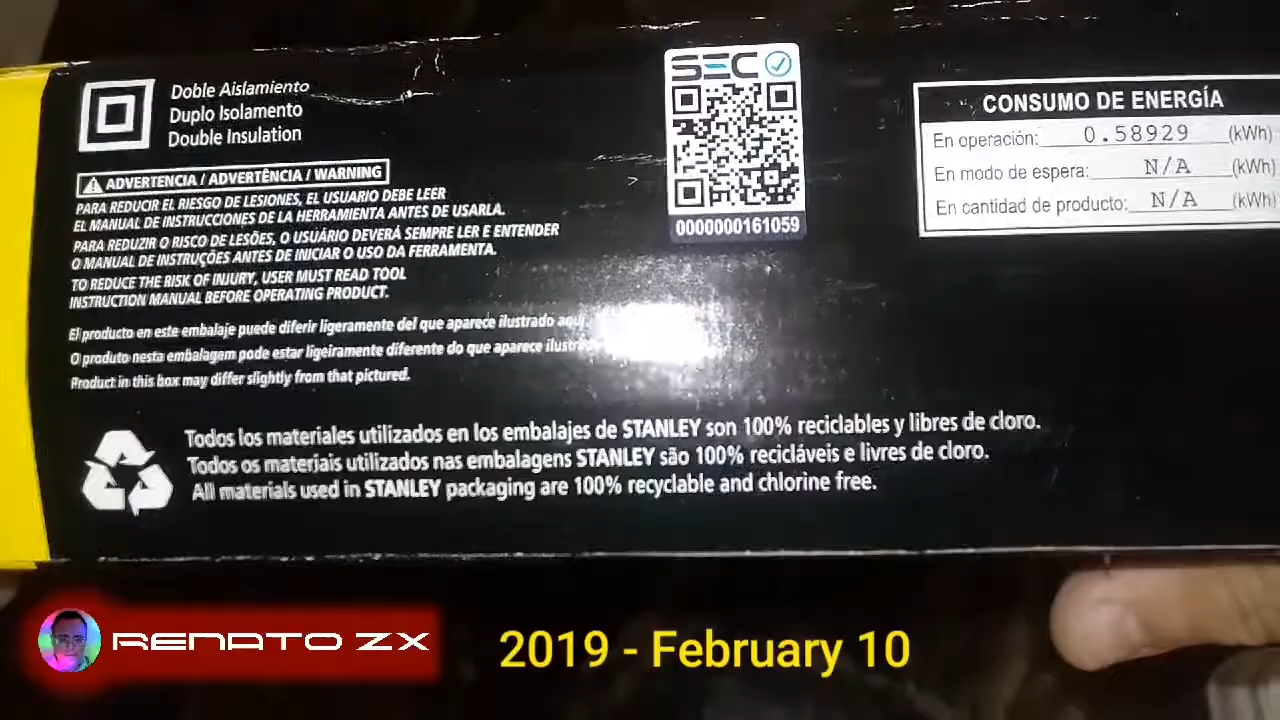 Doble Aislamiento
Duplo Isolamento
Double Insulation
ADVERTENCIA / ADVERTÊNCIA / WARNING
PARA REDUCIR EL RIESGO DE LESIONES, EL USUARIO DEBE LEER
EL MANUAL DE INSTRUCCIONES DE LA HERRAMIENTA ANTES DE USARLA.
PARA REDUZIR O RISCO DE LESÕES, O USUÁRIO DEVERÁ SEMPRE LER E ENTENDER
O MANUAL DE INSTRUÇÕES ANTES DE INICIAR O USO DA FERRAMENTA.
TO REDUCE THE RISK OF INJURY, USER MUST READ TOOL
INSTRUCTION MANUAL BEFORE OPERATING PRODUCT.
El producto en este embalaje puede diferir ligeramente del que aparece ilustrado aquí.
O produto nesta embalagem pode estar ligeiramente diferente do que aparece
Product in this box may differ slightly from that pictured.
Todos los materiales utilizados en los embalajes de STANLEY son 100% reciclables y libres de cloro.
Todos os materiais utilizados nas embalagens STANLEY são 100% recicláveis e livres de cloro.
All materials used in STANLEY packaging are 100% recyclable and chlorine free.
SEC
0000000161059
CONSUMO DE ENERGÍA
En operación: 0.58929 (kWh)
En modo de espera: N/A (kWh)
En cantidad de producto: N/A (kWh)
RENATO ZX
2019 - February 10